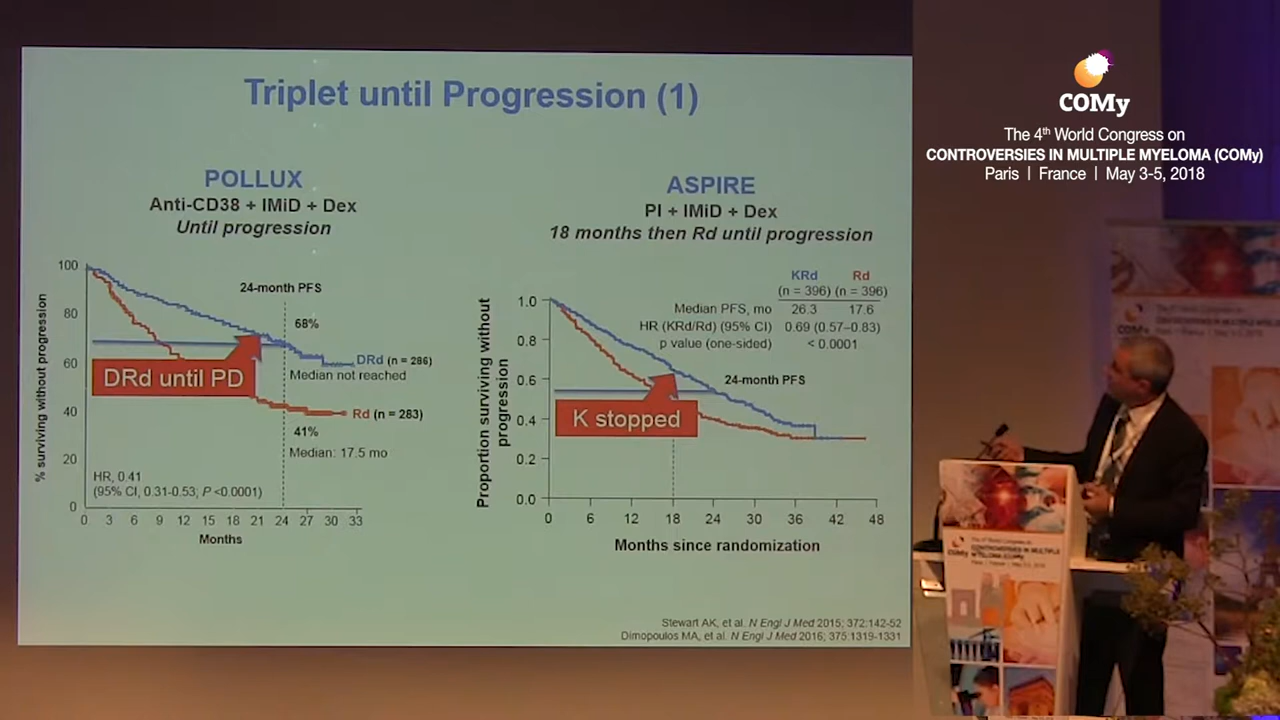 Triplet until Progression (1)
POLLUX
Anti-CD38 + IMiD + Dex
Until progression
% surviving without progression
100
80
60
40
20
0
24-month PFS
68%
DRd (n = 286)
Median not reached
DRd until PD
Rd (n = 283)
41%
Median: 17.5 mo
HR, 0.41
(95% CI, 0.31-0.53; P <0.0001)
0 3 6 9 12 15 18 21 24 27 30 33
Months
ASPIRE
PI + IMiD + Dex
18 months then Rd until progression
KRd Rd
(n = 396) (n = 396)
Median PFS, mo 26.3 17.6
HR (KRd/Rd) (95% CI) 0.69 (0.57–0.83)
p value (one-sided) < 0.0001
Proportion surviving without
progression
1.0
0.8
0.6
0.4
0.2
0.0
24-month PFS
K stopped
0 6 12 18 24 30 36 42 48
Months since randomization
Stewart AK, et al. N Engl J Med 2015; 372:142-52
Dimopoulos MA, et al. N Engl J Med 2016; 375:1319-1331
COMy
The 4th World Congress on
CONTROVERSIES IN MULTIPLE MYELOMA (COMy)
Paris | France | May 3-5, 2018
COMy
CONTROVERSIES IN MULTIPLE
MYELOMA (COMy)